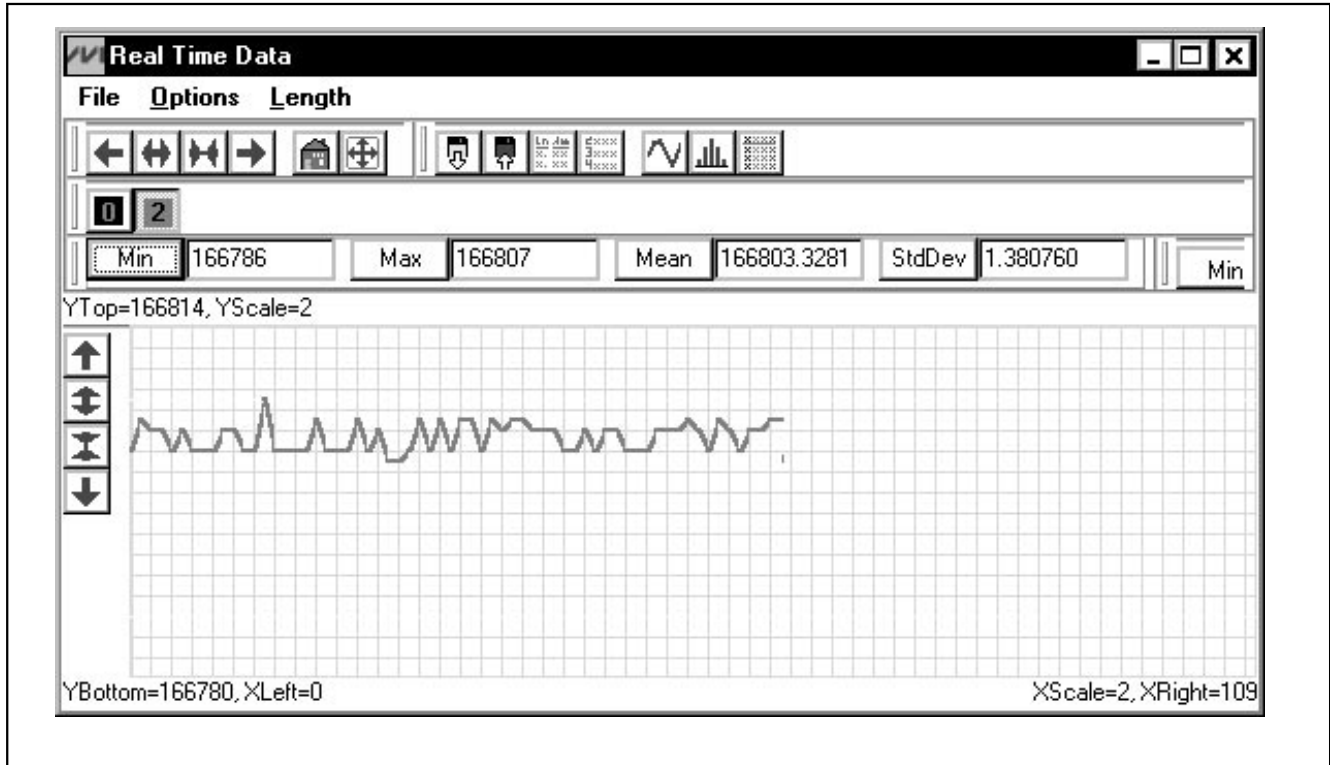 Real Time Data
File Options Length
0 2
Min 166786 Max 166807 Mean 166803.3281 StdDev 1.380760 Min
YTop=166814, YScale=2
YBottom=166780, XLeft=0 XScale=2, XRight=109